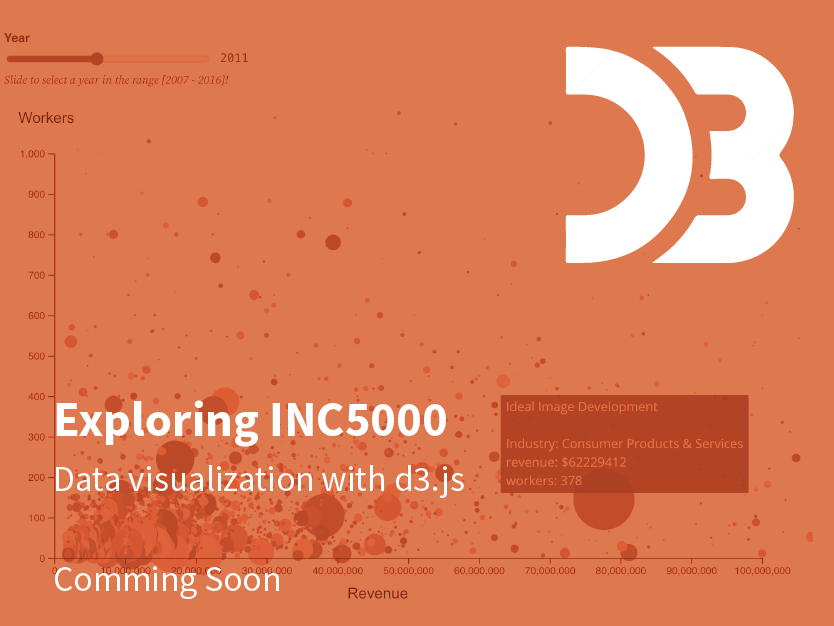 Year
2011
Slide to select a year in the range [2007 - 2016]!
Workers
1,000
900
800
700
600
500
400
300
200
100
0
Exploring INC5000
Data visualization with d3.js
Comming Soon
Ideal Image Development
Industry: Consumer Products & Services
revenue: $62229412
workers: 378
0 10,000,000 20,000,000 30,000,000 40,000,000 50,000,000 60,000,000 70,000,000 80,000,000 90,000,000 100,000,000
Revenue
D3